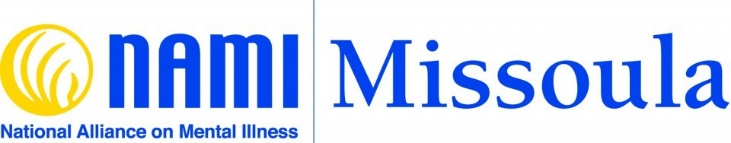 NAMI
National Alliance on Mental Illness
Missoula